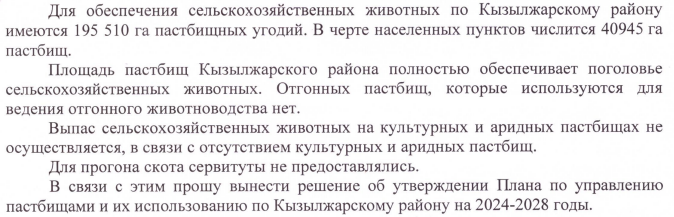 Для обеспечения сельскохозяйственных животных по Кызылжарскому району
имеются 195 510 га пастбищных угодий. В черте населенных пунктов числится 40945 га
пастбищ.
Площадь пастбищ Кызылжарского района полностью обеспечивает поголовье
сельскохозяйственных животных. Отгонных пастбищ, которые используются для
ведения отгонного животноводства нет.
Выпас сельскохозяйственных животных на культурных и аридных пастбищах не
осуществляется, в связи с отсутствием культурных и аридных пастбищ.
Для прогона скота сервитуты не предоставлялись.
В связи с этим прошу вынести решение об утверждении Плана по управлению
пастбищами и их использованию по Кызылжарскому району на 2024-2028 годы.